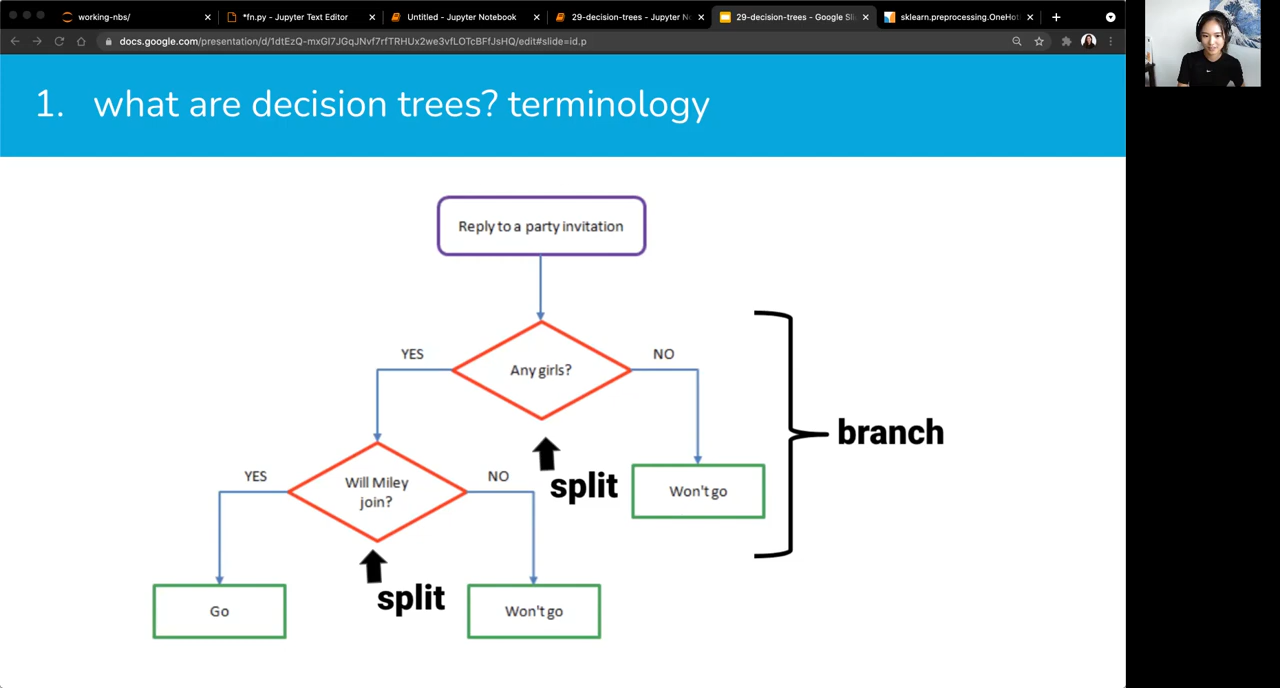 working-nbs/
*fn.py - Jupyter Text Editor
Untitled - Jupyter Notebook
29-decision-trees - Jupyter N
29-decision-trees - Google Sli
sklearn.preprocessing.OneHot
docs.google.com/presentation/d/1dtEzQ-mxGI7JGqJNvf7rfTRHUx2we3vfLOTcBFfJsHQ/edit#slide=id.p
1. what are decision trees? terminology
Reply to a party invitation
YES
Any girls?
NO
branch
YES
Will Miley
join?
NO
split
Won't go
split
Go
Won't go